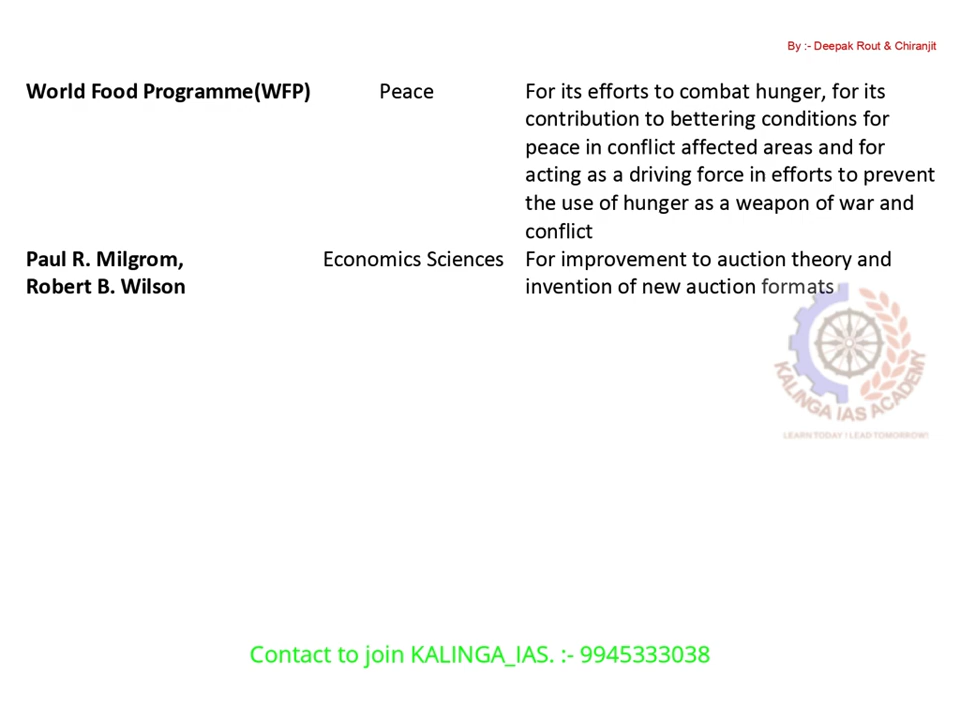 By :- Deepak Rout & Chiranjit
World Food Programme(WFP) Peace For its efforts to combat hunger, for its
contribution to bettering conditions for
peace in conflict affected areas and for
acting as a driving force in efforts to prevent
the use of hunger as a weapon of war and
conflict
Paul R. Milgrom, Economics Sciences For improvement to auction theory and
Robert B. Wilson invention of new auction formats
KALINGA IAS ACADEMY
LEARN TODAY ! LEAD TOMORROW!
Contact to join KALINGA_IAS. :- 9945333038